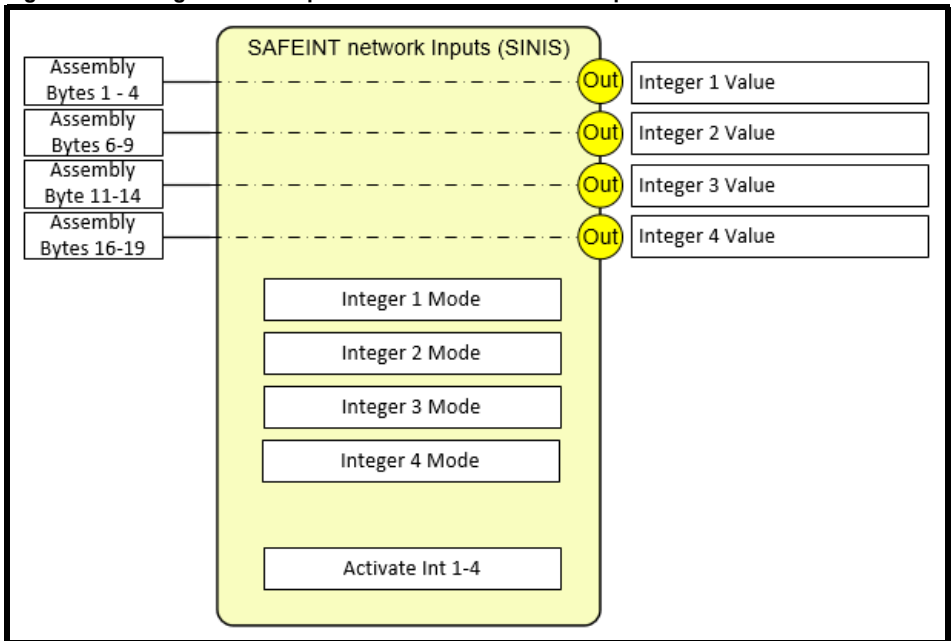 SAFEINT network Inputs (SINIS)
Assembly
Bytes 1 - 4
Out
Integer 1 Value
Assembly
Bytes 6-9
Out
Integer 2 Value
Assembly
Byte 11-14
Out
Integer 3 Value
Assembly
Bytes 16-19
Out
Integer 4 Value
Integer 1 Mode
Integer 2 Mode
Integer 3 Mode
Integer 4 Mode
Activate Int 1-4